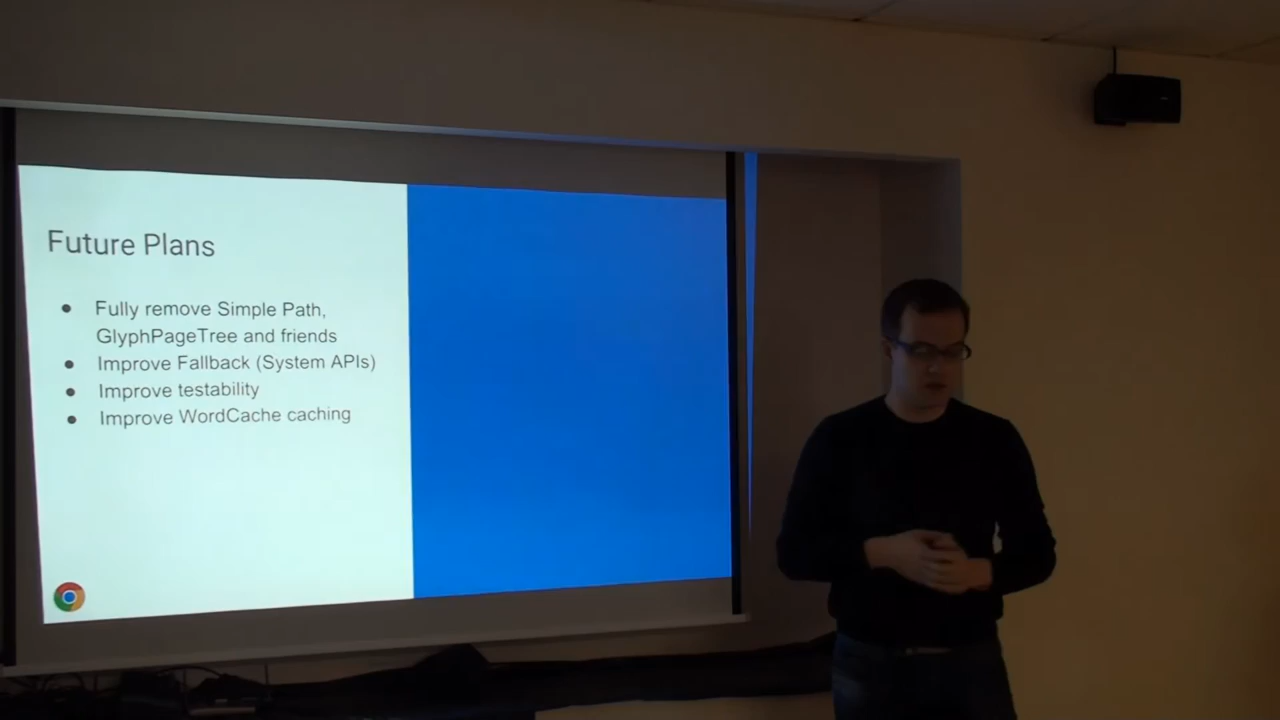 Future Plans
● Fully remove Simple Path,
GlyphPageTree and friends
● Improve Fallback (System APIs)
● Improve testability
● Improve WordCache caching